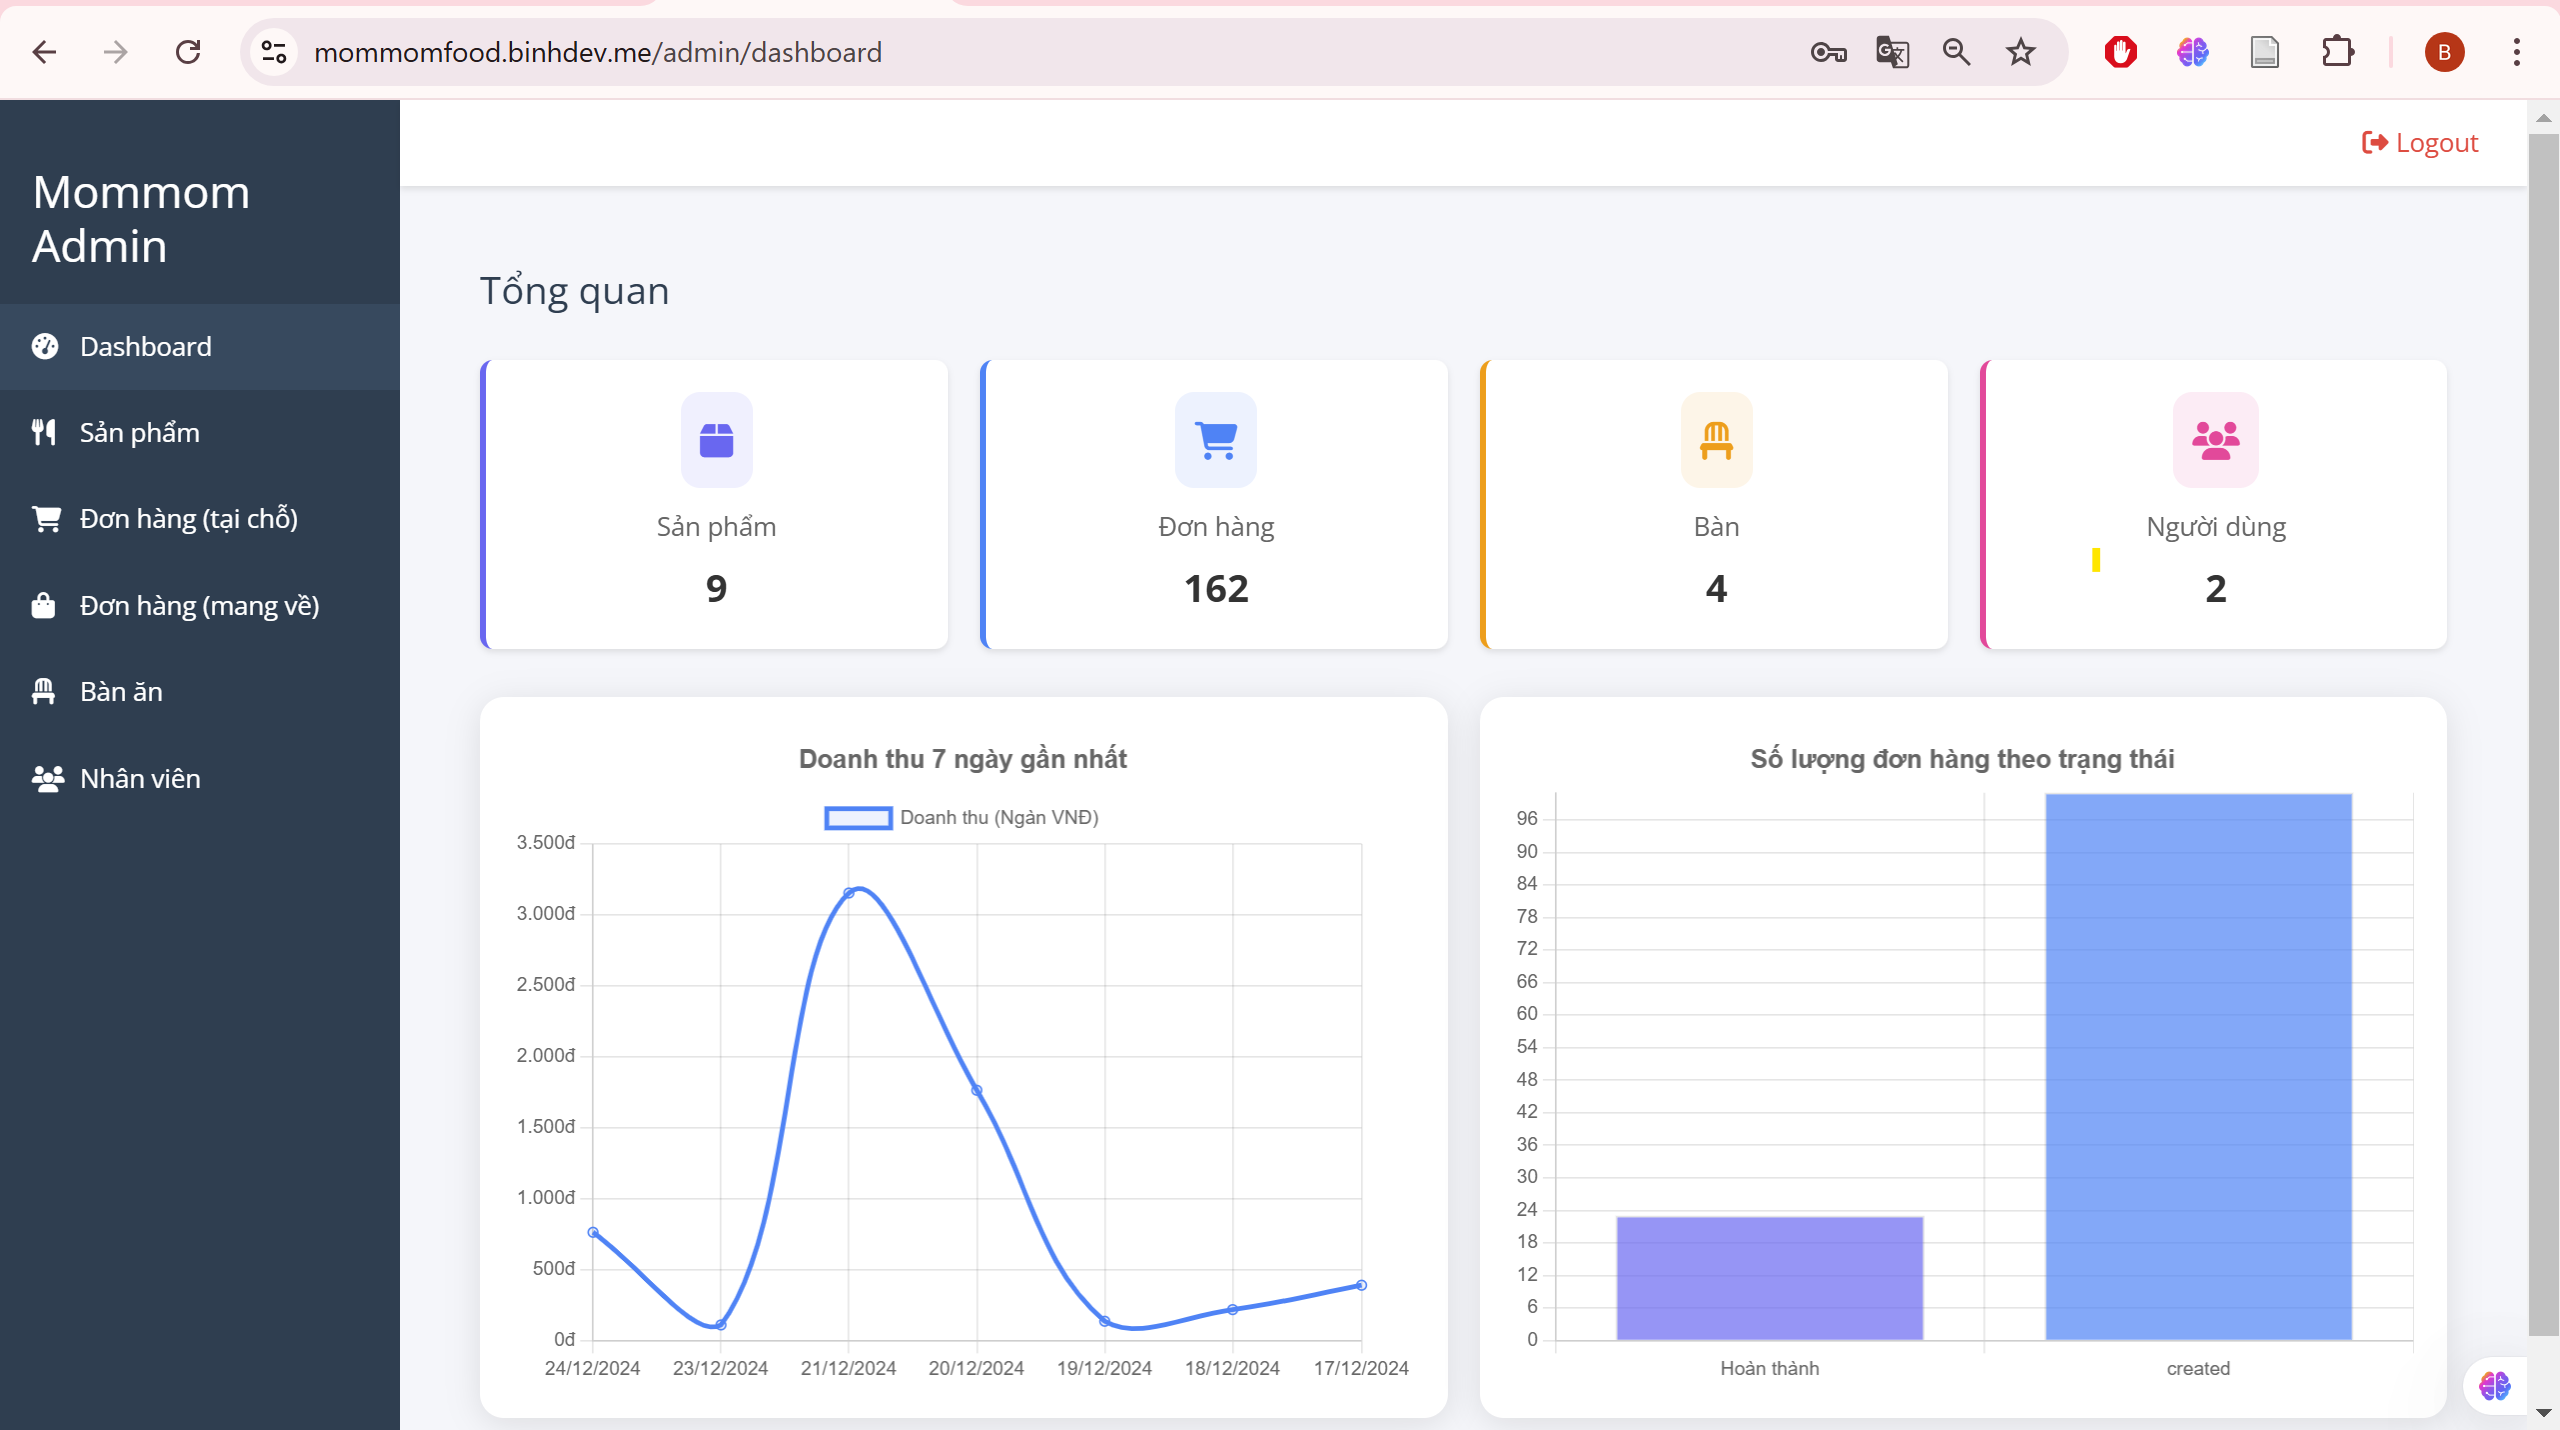 mommomfood.binhdev.me/admin/dashboard
B
Logout
Mommom
Admin
Dashboard
Sản phẩm
Đơn hàng (tại chỗ)
Đơn hàng (mang về)
Bàn ăn
Nhân viên
Tổng quan
Sản phẩm
9
Đơn hàng
162
Bàn
4
Người dùng
2
Doanh thu 7 ngày gần nhất
Doanh thu (Ngàn VNĐ)
3.500đ
3.000đ
2.500đ
2.000đ
1.500đ
1.000đ
500đ
0đ
24/12/2024 23/12/2024 21/12/2024 20/12/2024 19/12/2024 18/12/2024 17/12/2024
Số lượng đơn hàng theo trạng thái
96
90
84
78
72
66
60
54
48
42
36
30
24
18
12
6
0
Hoàn thành created